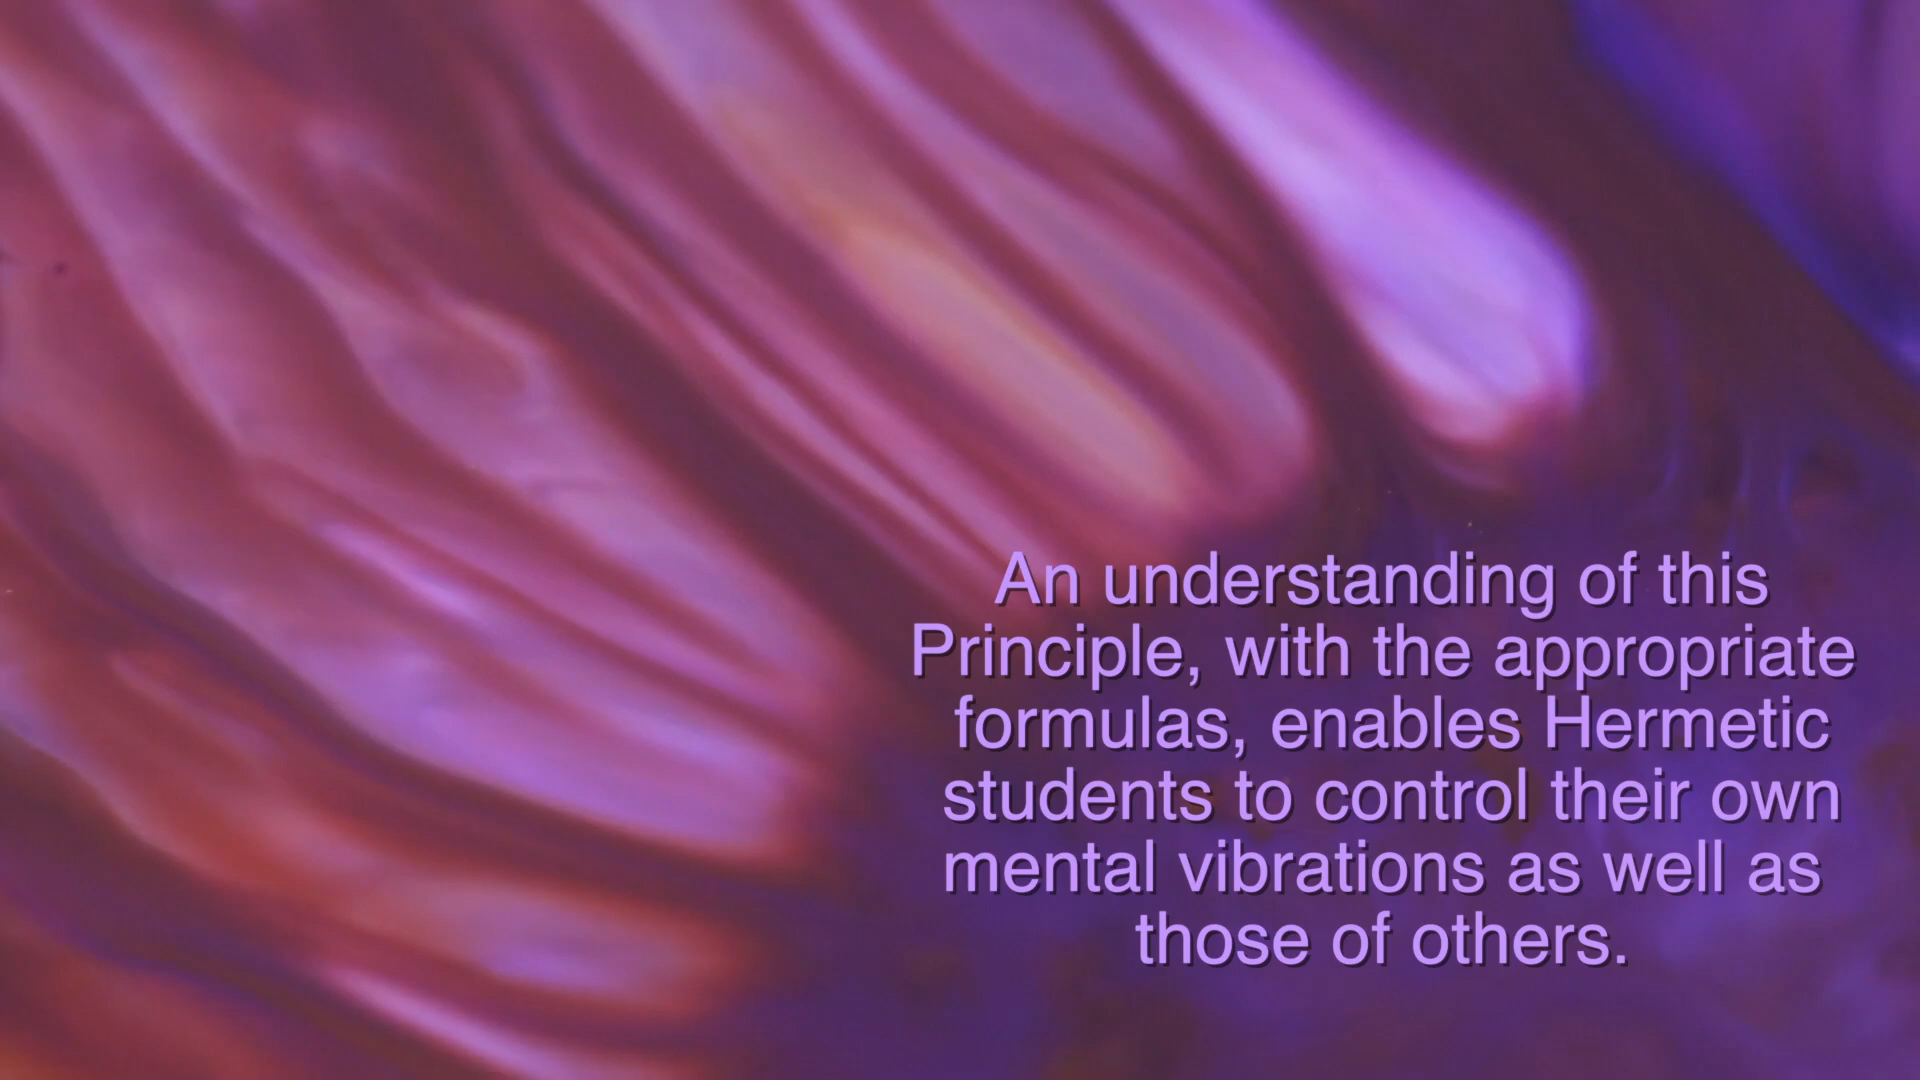 An understanding of this
Principle, with the appropriate
formulas, enables Hermetic
students to control their own
mental vibrations as well as
those of others.